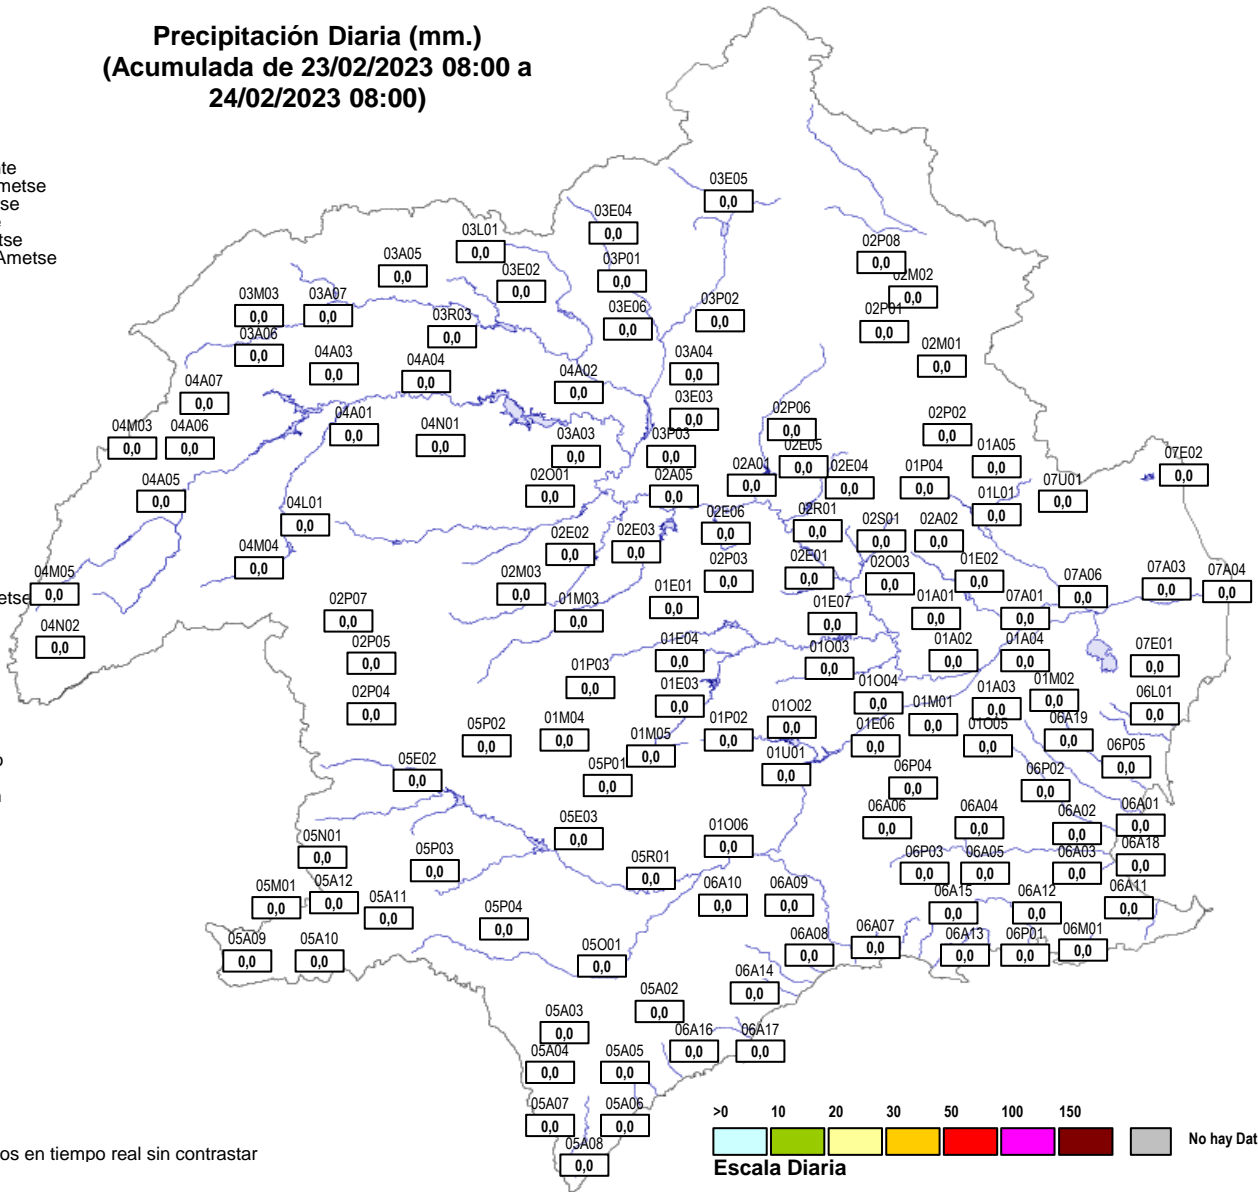 Precipitación Diaria (mm.)
(Acumulada de 23/02/2023 08:00 a
24/02/2023 08:00)
03E05
0,0
03E04
0,0
03L01
0,0
02P08
0,0
03A05
0,0
03P01
0,0
03E02
0,0
02M02
0,0
03M03
0,0
03A07
0,0
03P02
0,0
03E06
0,0
03R03
0,0
02P01
0,0
03A06
0,0
04A03
0,0
04A04
0,0
03A04
0,0
02M01
0,0
04A02
0,0
04A07
0,0
03E03
0,0
04M03
0,0
04A06
0,0
04A01
0,0
04N01
0,0
02P06
0,0
02P02
0,0
03A03
0,0
03P03
0,0
02E05
0,0
01A05
0,0
07E02
0,0
04A05
0,0
02O01
0,0
02A05
0,0
02A01
0,0
02E04
0,0
01P04
0,0
07U01
0,0
01L01
0,0
04L01
0,0
02E06
0,0
02R01
0,0
02S01
0,0
02A02
0,0
02E02
0,0
02E03
0,0
04M04
0,0
02P03
0,0
02E01
0,0
02O03
0,0
01E02
0,0
04M05
0,0
02M03
0,0
07A06
0,0
07A03
0,0
07A04
0,0
01E01
0,0
01M03
0,0
02P07
0,0
01E07
0,0
01A01
0,0
07A01
0,0
04N02
0,0
02P05
0,0
01E04
0,0
01O03
0,0
01A02
0,0
01A04
0,0
07E01
0,0
01P03
0,0
01E03
0,0
01O04
0,0
01A03
0,0
01M02
0,0
06L01
0,0
02P04
0,0
05P02
0,0
01M04
0,0
01M05
0,0
01P02
0,0
01O02
0,0
01M01
0,0
01E06
0,0
01O05
0,0
06A19
0,0
06P05
0,0
01U01
0,0
05E02
0,0
05P01
0,0
06P04
0,0
06P02
0,0
05E03
0,0
01O06
0,0
06A06
0,0
06A04
0,0
06A02
0,0
06A01
0,0
05N01
0,0
05P03
0,0
05R01
0,0
06P03
0,0
06A05
0,0
06A03
0,0
06A18
0,0
05M01
0,0
05A12
0,0
05A11
0,0
06A10
0,0
06A09
0,0
06A15
0,0
06A12
0,0
06A11
0,0
05P04
0,0
05A09
0,0
05A10
0,0
05O01
0,0
06A08
0,0
06A07
0,0
06A13
0,0
06P01
0,0
06M01
0,0
06A14
0,0
05A02
0,0
05A03
0,0
06A16
0,0
06A17
0,0
05A04
0,0
05A05
0,0
05A07
0,0
05A06
0,0
05A08
0,0
te
metse
se
tse
Ametse
etse
os en tiempo real sin contrastar
>0 10 20 30 50 100 150
No hay Dat
Escala Diaria